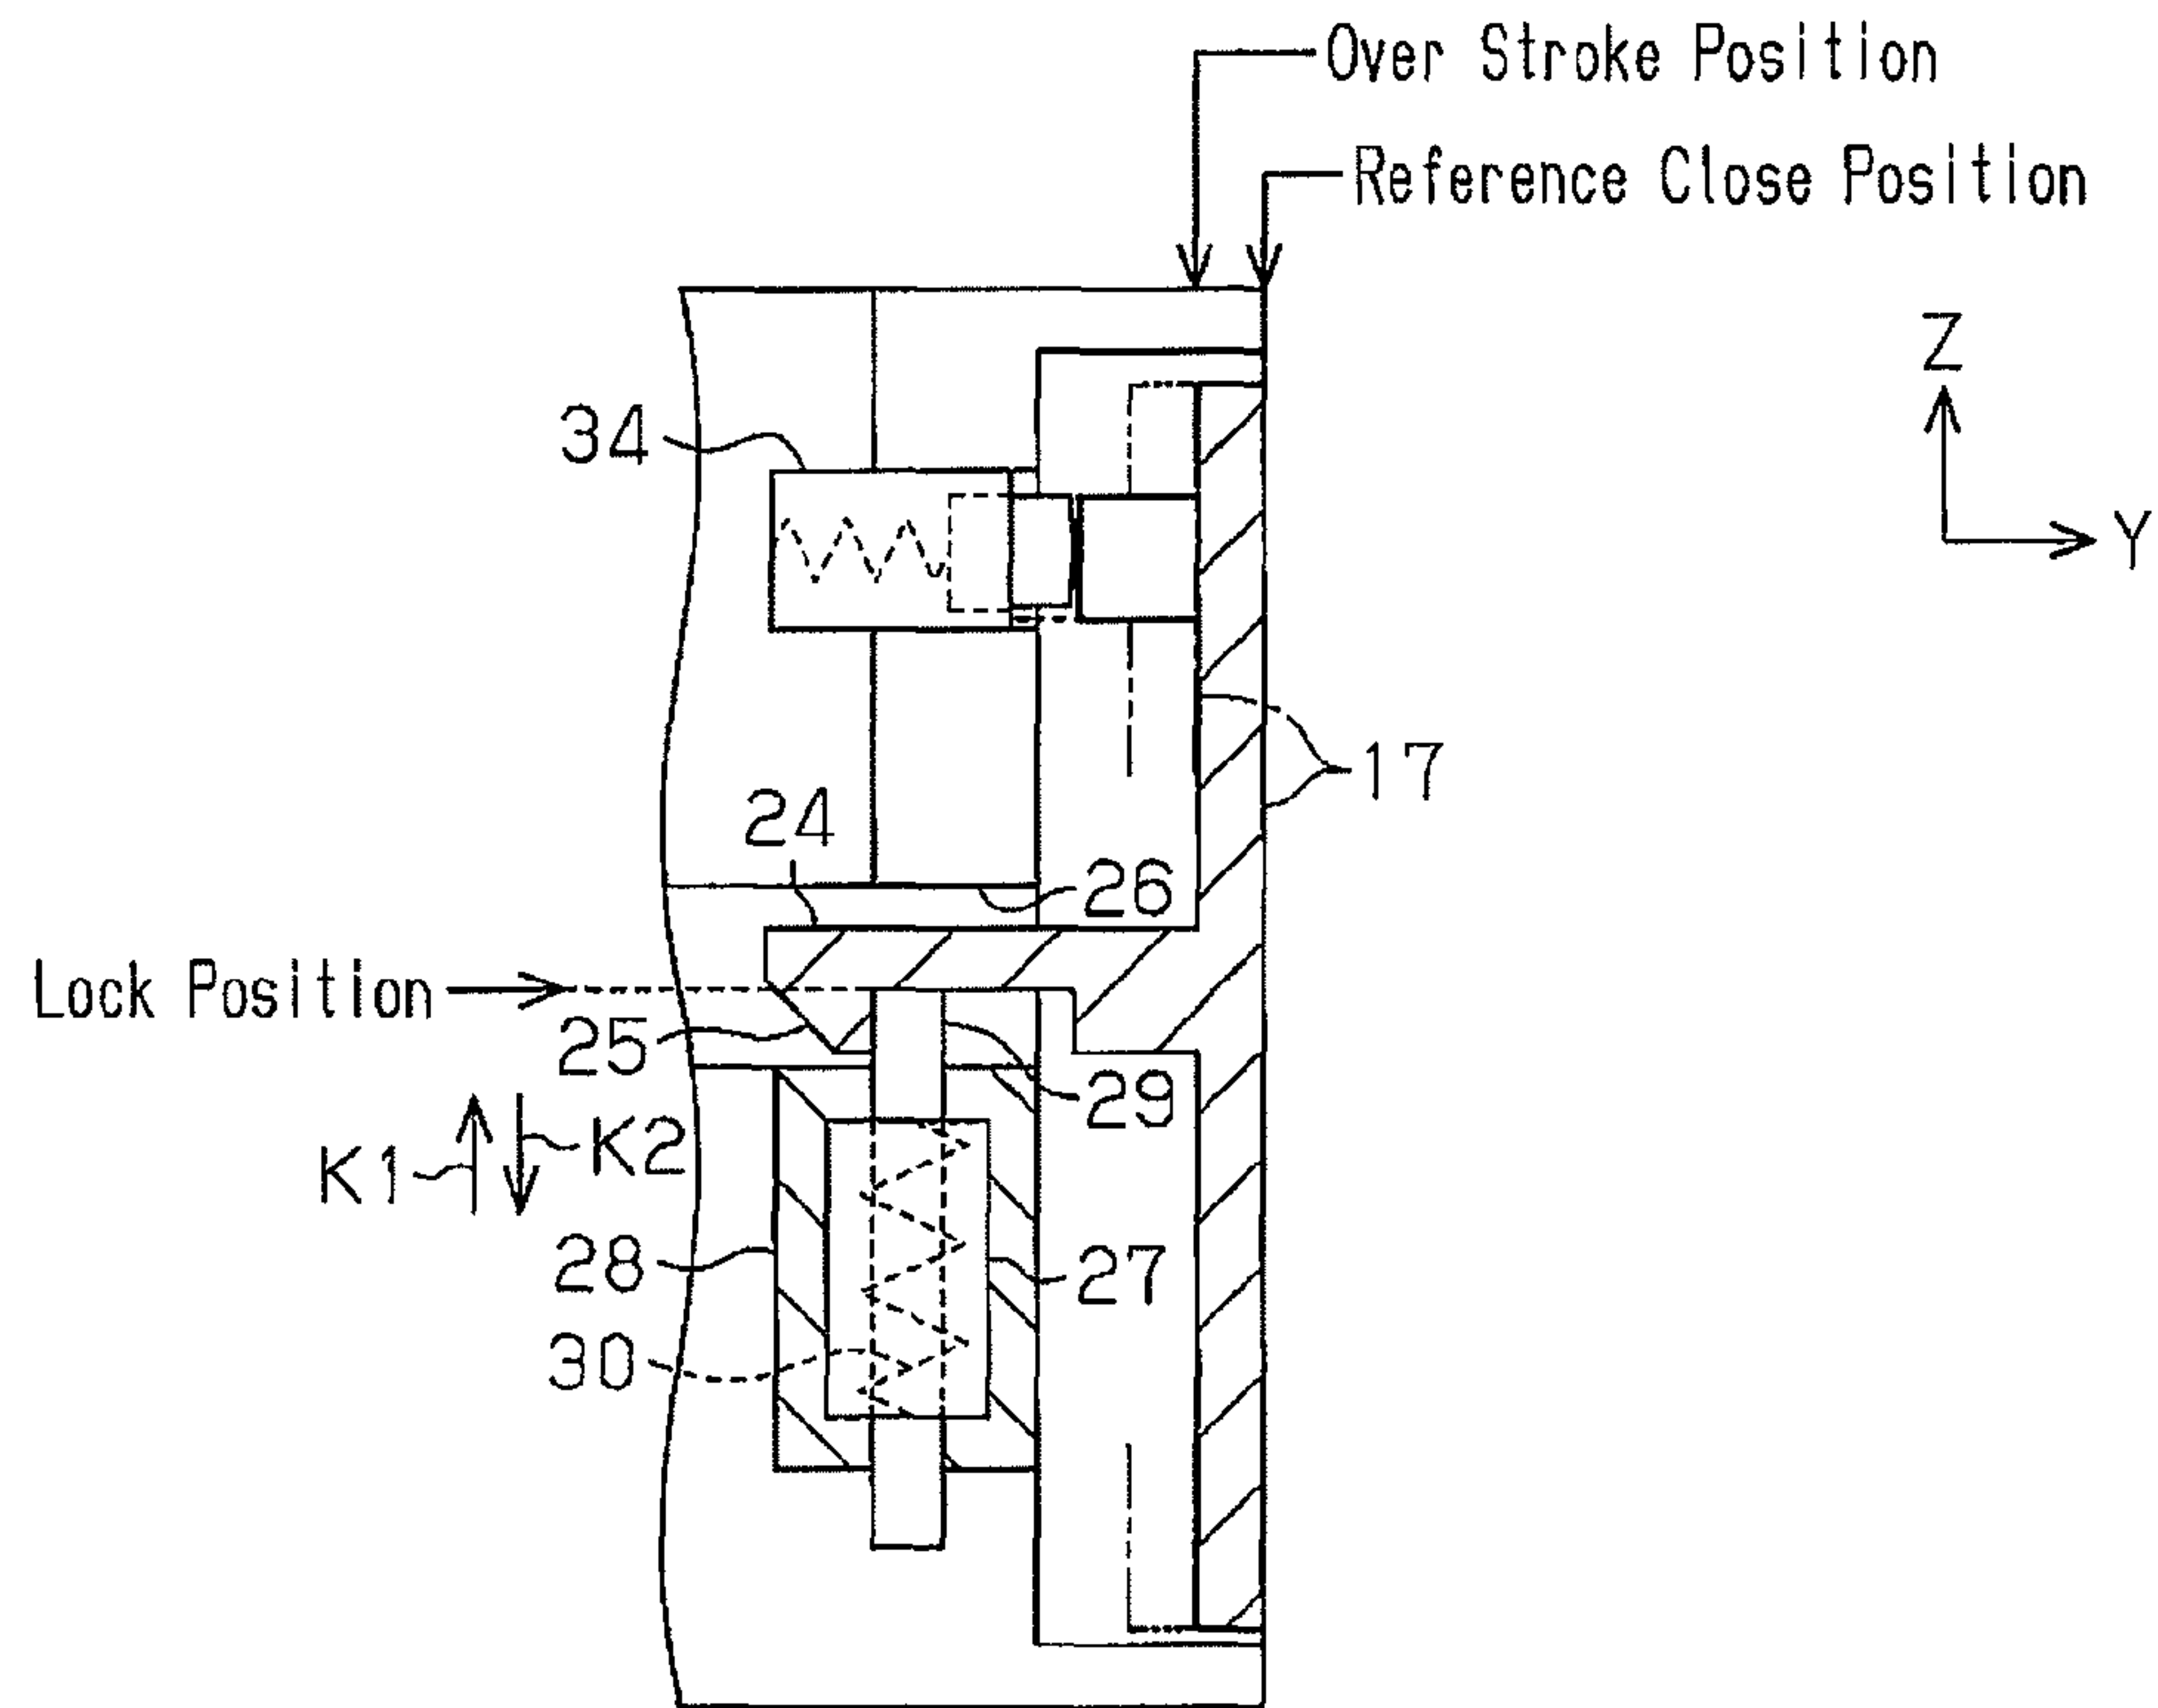 Over Stroke Position
Reference Close Position
Z
Y
34
17
24
26
Lock Position
25
29
K1
K2
28
27
30